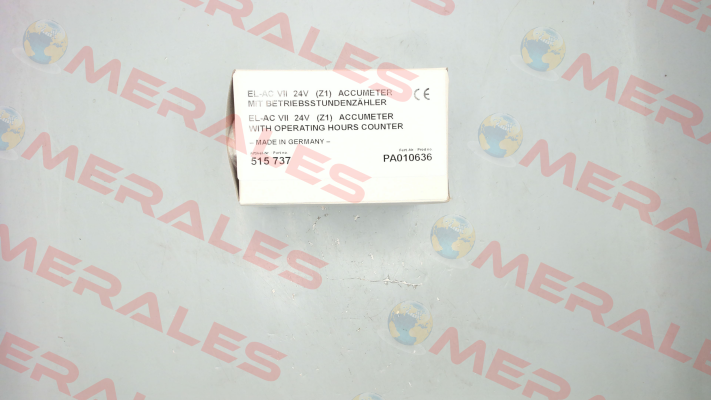 EL-AC VII 24V (Z1) ACCUMETER CE
MIT BETRIEBSSTUNDENZÄHLER
EL-AC VII 24V (Z1) ACCUMETER
WITH OPERATING HOURS COUNTER
– MADE IN GERMANY –
515 737 PA010636
MERALES
MERALES
MERALES
MERALES
MERALES
MERALES